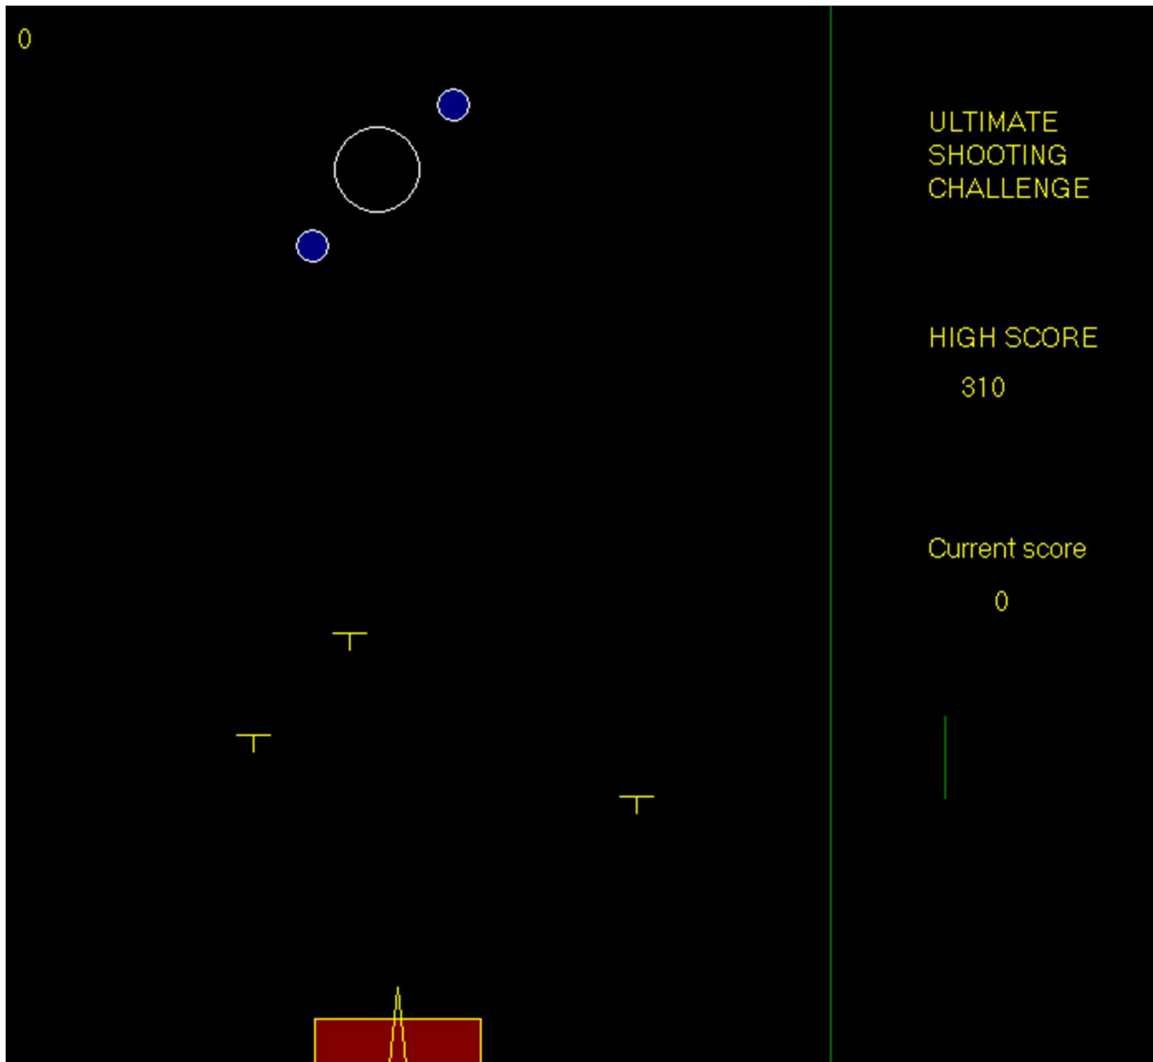 0
ULTIMATE
SHOOTING
CHALLENGE
HIGH SCORE
310
Current score
0